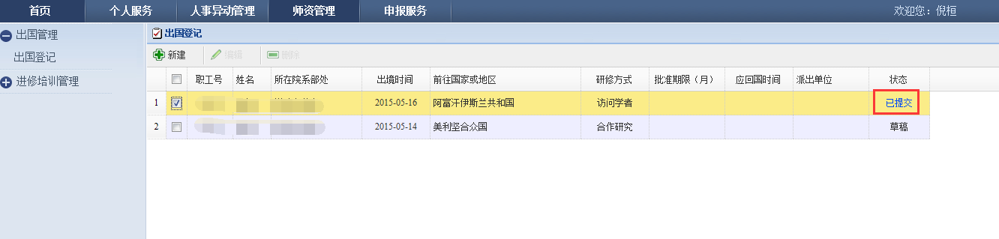 首页 个人服务 人事异动管理 师资管理 申报服务 欢迎您：倪桓
出国管理
出国登记
进修培训管理
出国登记
新建 编辑 删除
职工号 姓名 所在院系部处 出境时间 前往国家或地区 研修方式 批准期限（月） 应回国时间 派出单位 状态
1 2015-05-16 阿富汗伊斯兰共和国 访问学者 已提交
2 2015-05-14 美利坚合众国 合作研究 草稿